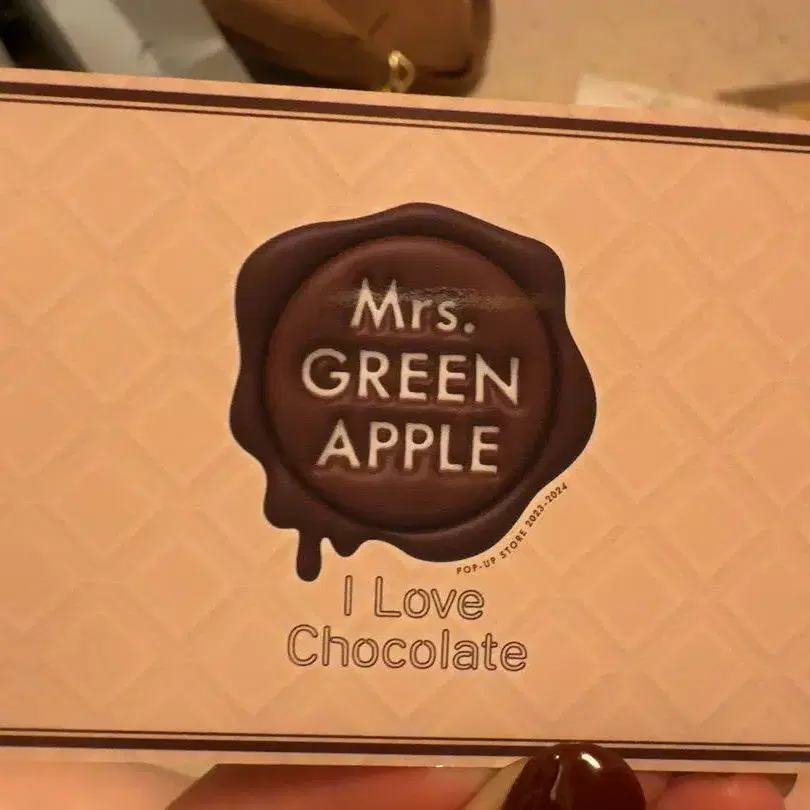 Mrs.
GREEN
APPLE
POP-UP STORE 2023-2024
I Love
Chocolate